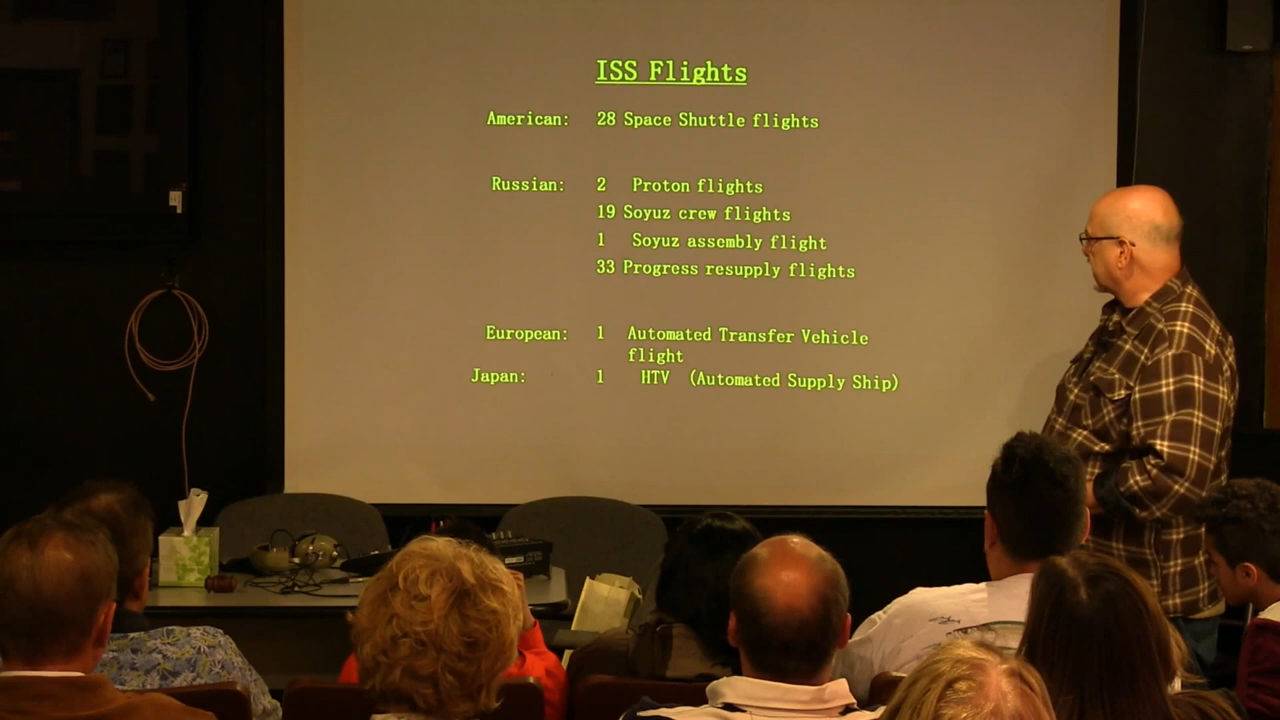 ISS Flights
American: 28 Space Shuttle flights
Russian: 2 Proton flights
19 Soyuz crew flights
1 Soyuz assembly flight
33 Progress resupply flights
European: 1 Automated Transfer Vehicle
flight
Japan: 1 HTV (Automated Supply Ship)